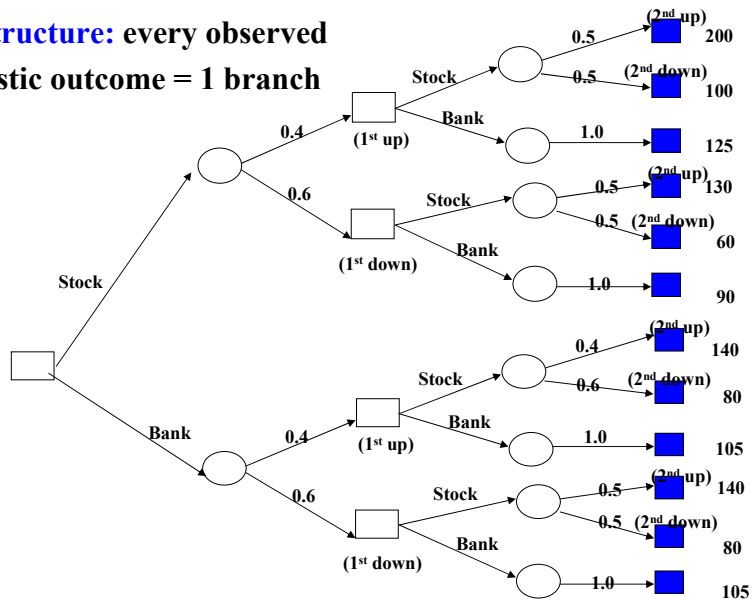 tructure: every observed
stic outcome = 1 branch
(2nd up)
0.5
200
Stock
0.5
(2nd down)
100
0.4
Bank
1.0
125
(1st up)
(2nd up)
0.6
Stock
0.5
130
0.5
(2nd down)
60
Bank
(1st down)
1.0
90
Stock
(2nd up)
0.4
140
Stock
0.6
(2nd down)
80
Bank
0.4
Bank
1.0
105
(1st up)
(2nd up)
0.6
Stock
0.5
140
0.5
(2nd down)
80
Bank
(1st down)
1.0
105